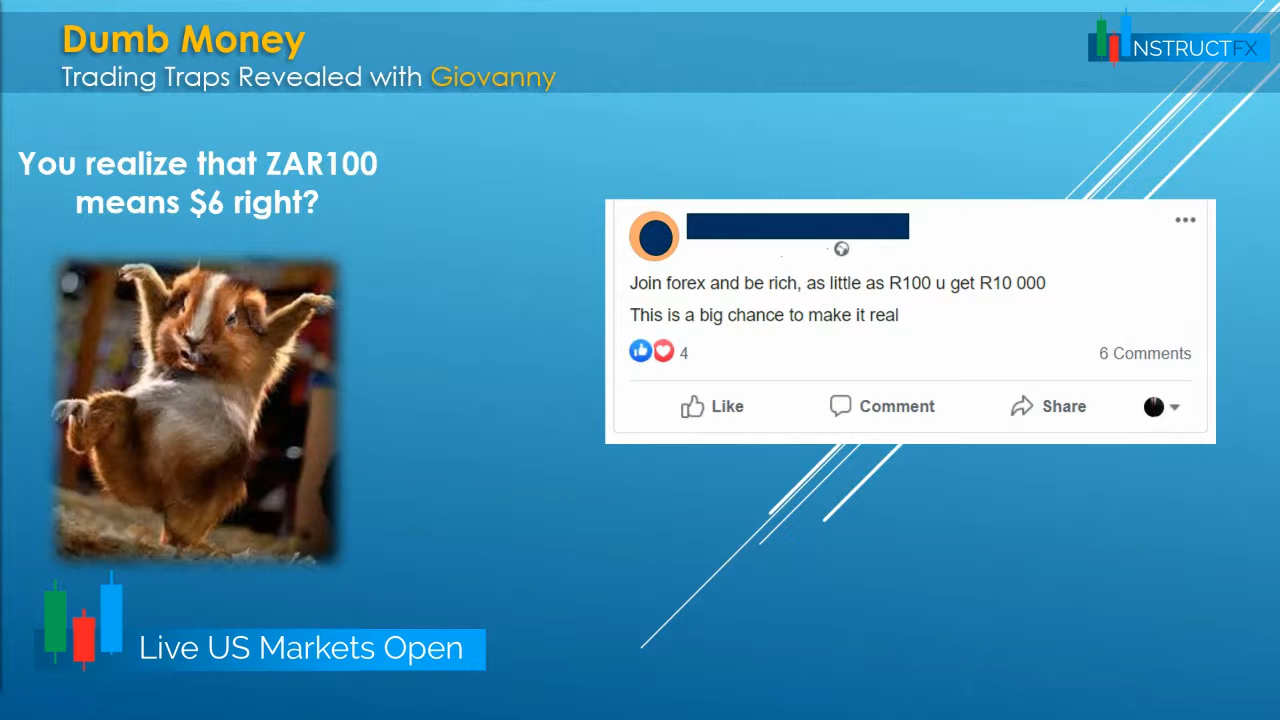 Dumb Money
Trading Traps Revealed with Giovanny
NSTRUCTFX
You realize that ZAR100
means $6 right?
Join forex and be rich, as little as R100 u get R10 000
This is a big chance to make it real
4
6 Comments
Like
Comment
Share
Live US Markets Open